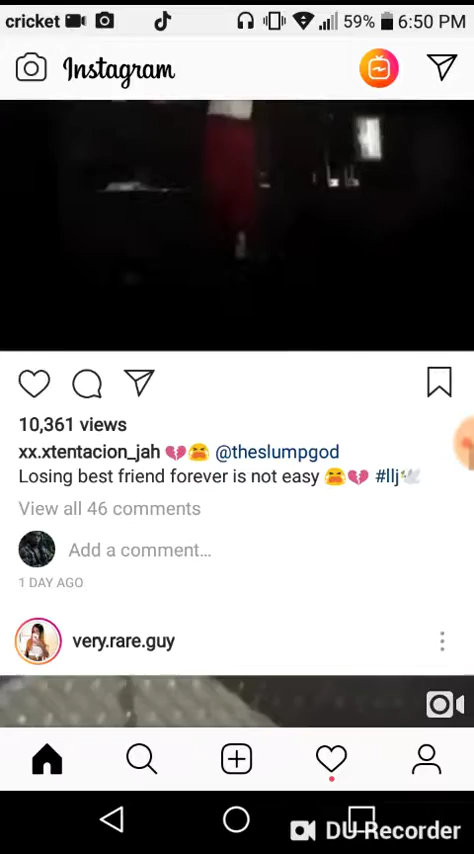 cricket 59% 6:50 PM
Instagram
10,361 views
xx.xtentacion_jah 💔😫 @theslumpgod
Losing best friend forever is not easy 😫💔 #llj🕊
View all 46 comments
Add a comment...
1 DAY AGO
very.rare.guy
DU Recorder